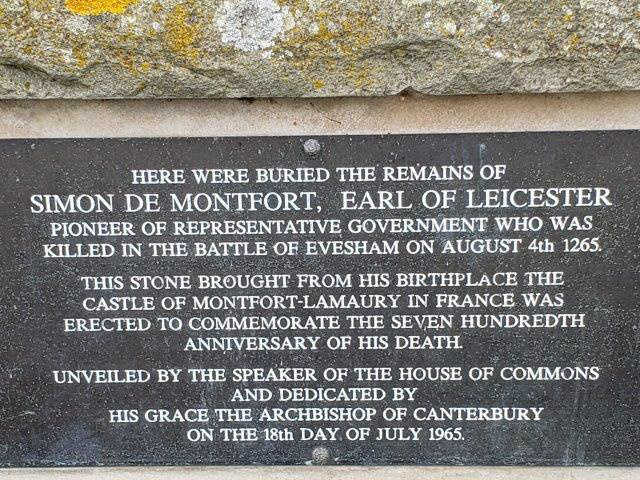 HERE WERE BURIED THE REMAINS OF
SIMON DE MONTFORT, EARL OF LEICESTER
PIONEER OF REPRESENTATIVE GOVERNMENT WHO WAS
KILLED IN THE BATTLE OF EVESHAM ON AUGUST 4th 1265.
THIS STONE BROUGHT FROM HIS BIRTHPLACE THE
CASTLE OF MONTFORT-LAMAURY IN FRANCE WAS
ERECTED TO COMMEMORATE THE SEVEN HUNDREDTH
ANNIVERSARY OF HIS DEATH.
UNVEILED BY THE SPEAKER OF THE HOUSE OF COMMONS
AND DEDICATED BY
HIS GRACE THE ARCHBISHOP OF CANTERBURY
ON THE 18th DAY OF JULY 1965.